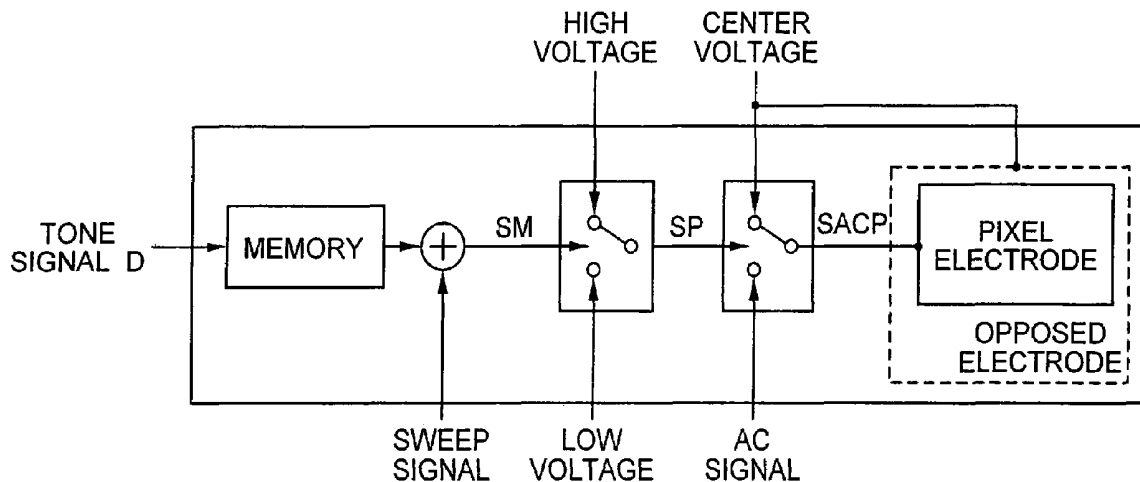 HIGH
VOLTAGE
CENTER
VOLTAGE
TONE
SIGNAL D
MEMORY
+
SM
SP
SACP
PIXEL
ELECTRODE
OPPOSED
ELECTRODE
SWEEP
SIGNAL
LOW
VOLTAGE
AC
SIGNAL